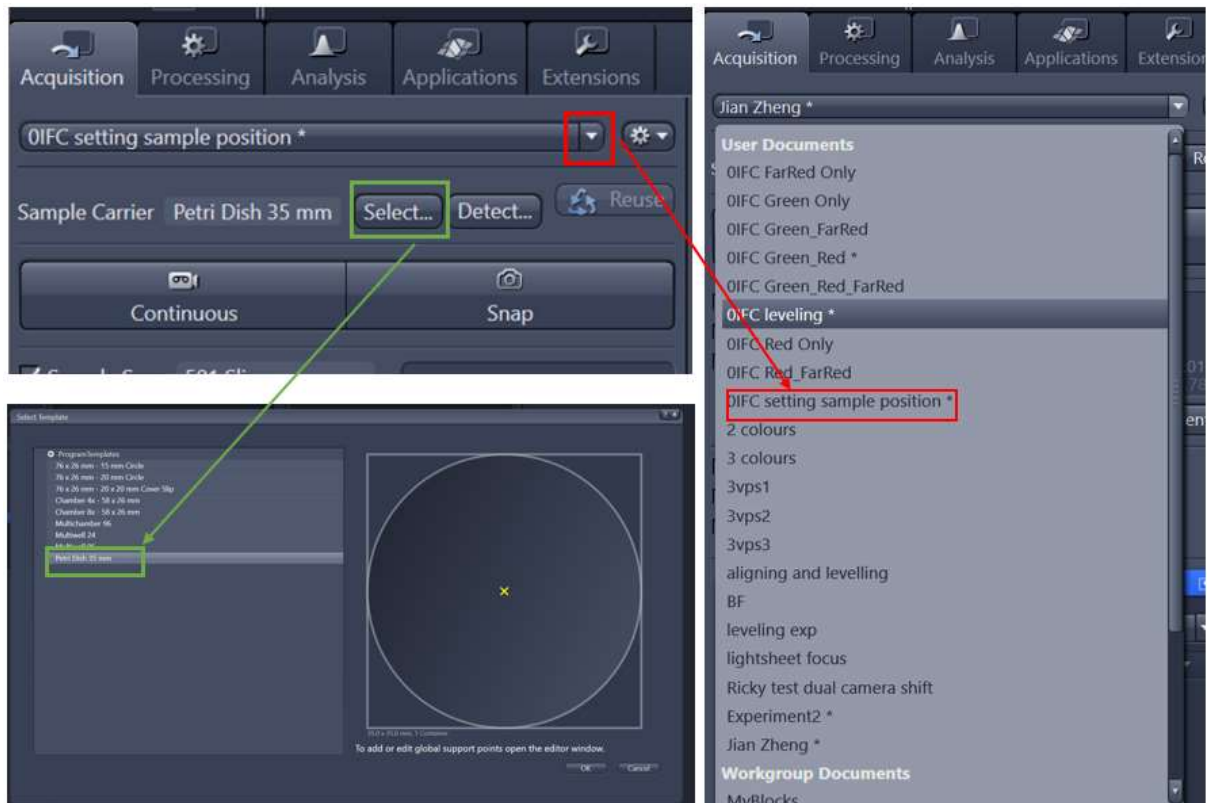 Acquisition Processing Analysis Applications Extensions
0IFC setting sample position *
Sample Carrier Petri Dish 35 mm Select... Detect... Reuse
Continuous Snap
Select Template
ProgramTemplates
76 x 26 mm - 15 mm Circle
76 x 26 mm - 20 mm Circle
76 x 26 mm - 20 x 20 mm Cover Slip
Chamber 4x - 58 x 26 mm
Chamber 8x - 58 x 26 mm
Multichamber 96
Multiwell 24
Petri Dish 35 mm
To add or edit global support points open the editor window.
OK Cancel
Acquisition Processing Analysis Applications Extension
Jian Zheng *
User Documents
0IFC FarRed Only
0IFC Green Only
0IFC Green_FarRed
0IFC Green_Red *
0IFC Green_Red_FarRed
0IFC leveling *
0IFC Red Only
0IFC Red_FarRed
0IFC setting sample position *
2 colours
3 colours
3vps1
3vps2
3vps3
aligning and levelling
BF
leveling exp
lightsheet focus
Ricky test dual camera shift
Experiment2 *
Jian Zheng *
Workgroup Documents
MyBlocks